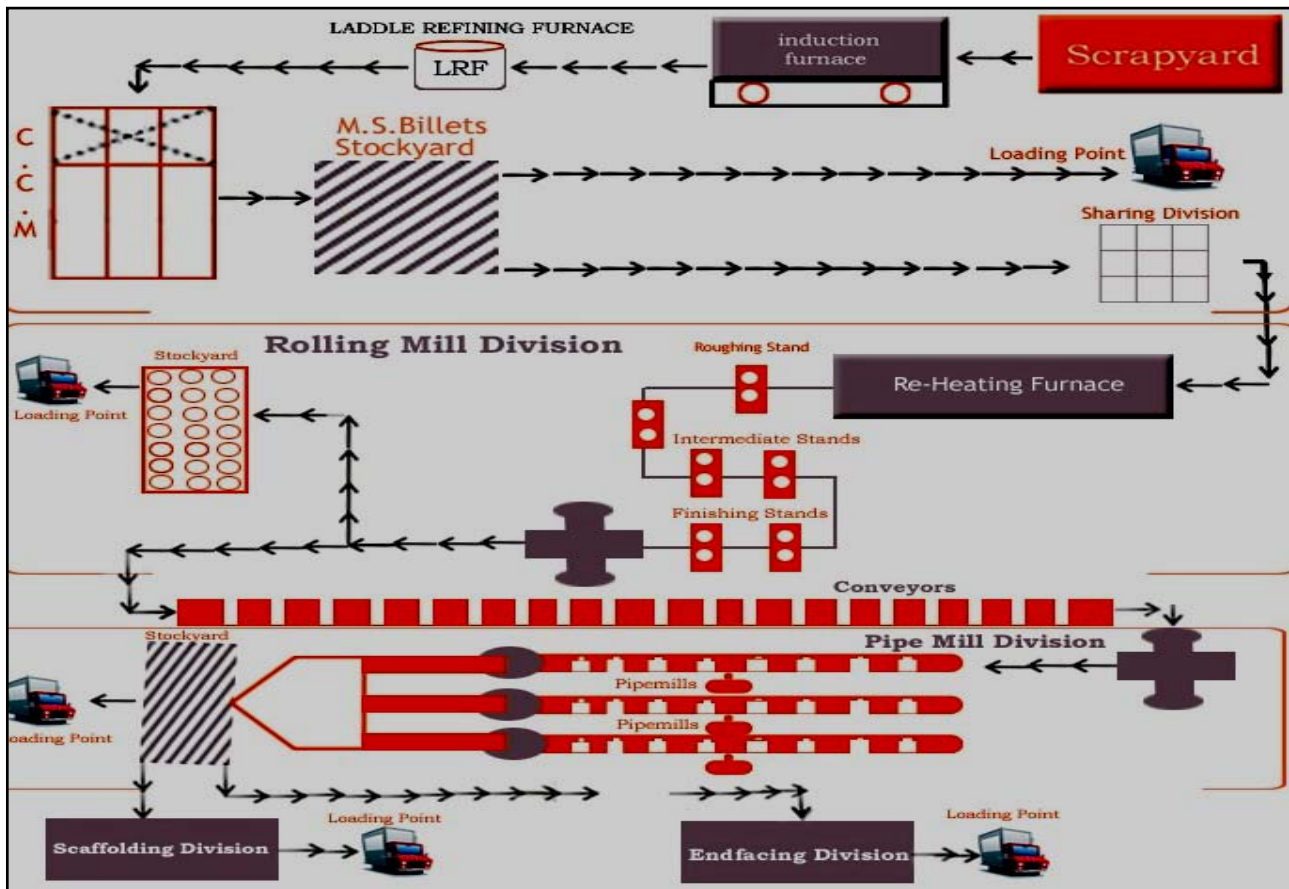 LADDLE REFINING FURNACE
LRF
induction
furnace
Scrapyard
C.C.M
M.S.Billets
Stockyard
Loading Point
Sharing Division
Rolling Mill Division
Stockyard
Loading Point
Roughing Stand
Re-Heating Furnace
Intermediate Stands
Finishing Stands
Conveyors
Stockyard
Pipe Mill Division
Pipemills
Pipemills
oading Point
Scaffolding Division
Loading Point
Endfacing Division
Loading Point